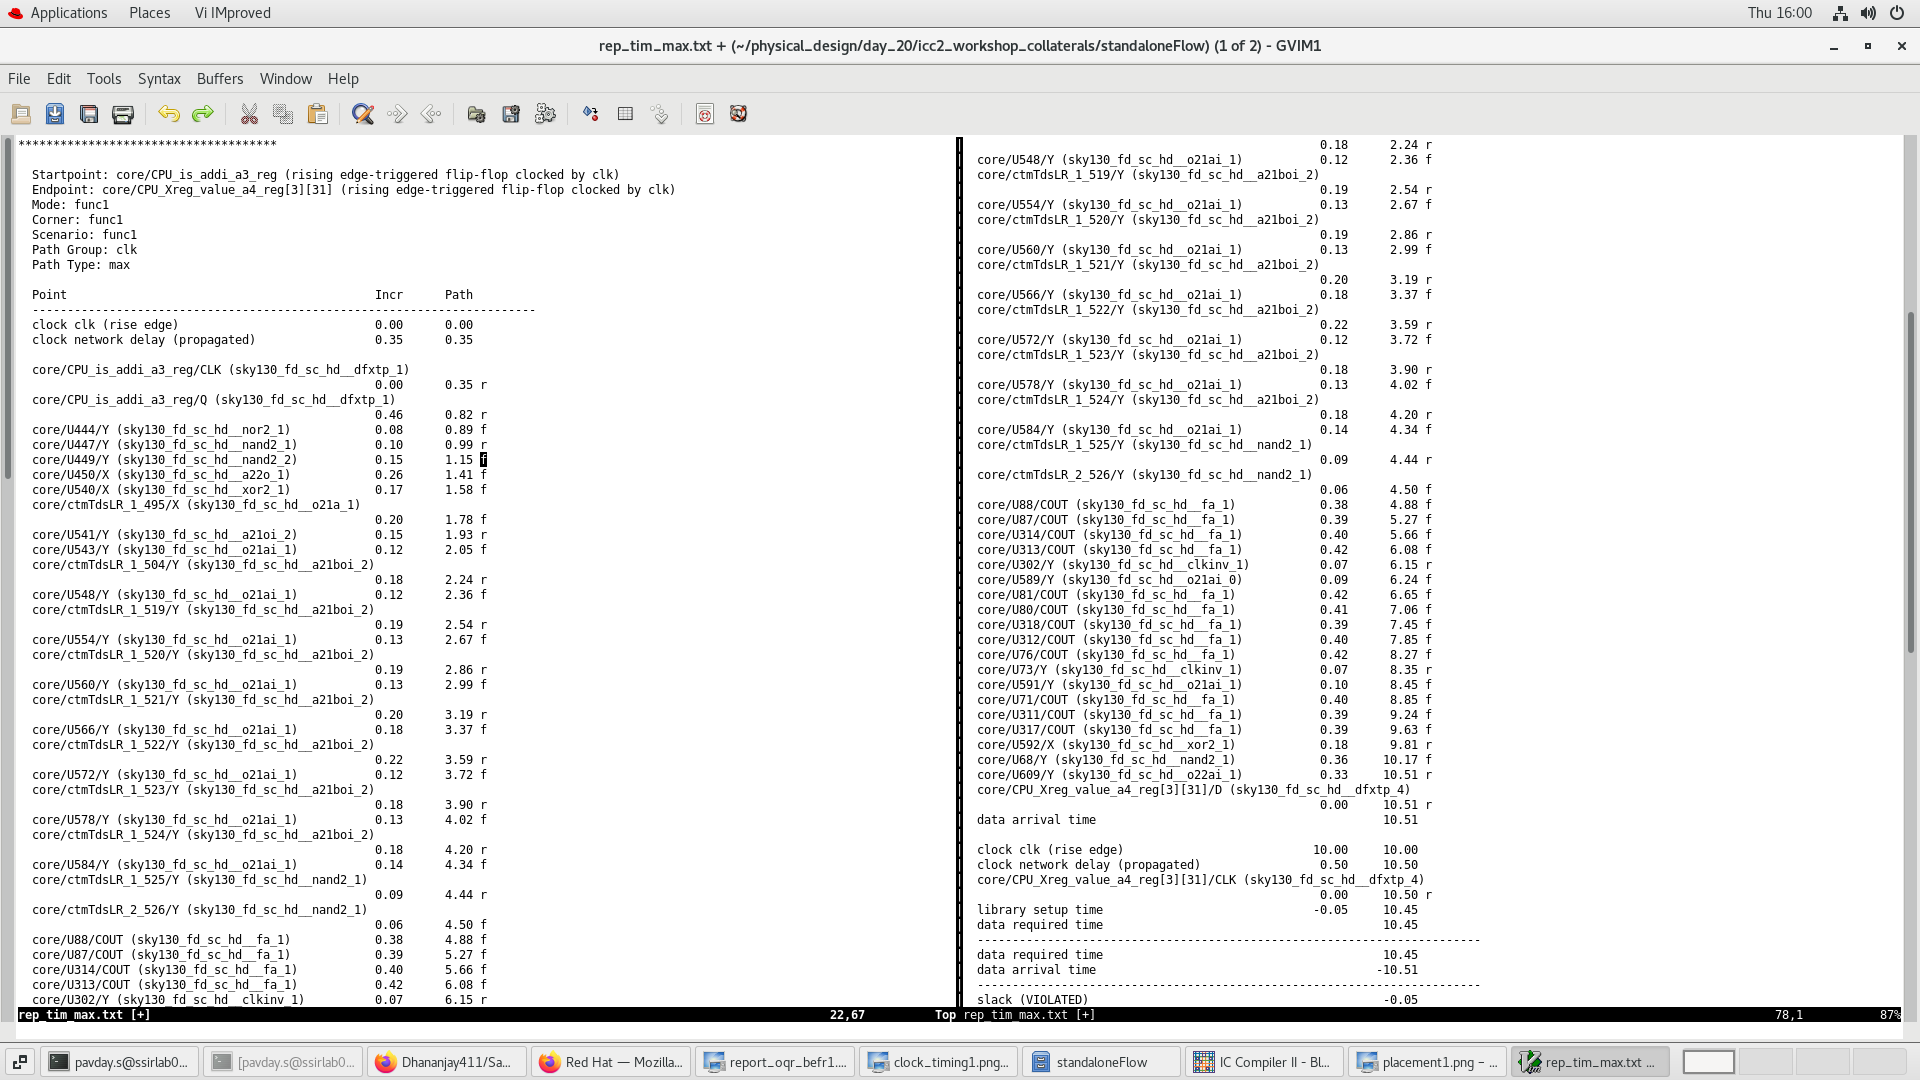 Applications Places Vi IMproved Thu 16:00
rep_tim_max.txt + (~/physical_design/day_20/icc2_workshop_collaterals/standaloneFlow) (1 of 2) - GVIM1
File Edit Tools Syntax Buffers Window Help
*************************************
Startpoint: core/CPU_is_addi_a3_reg (rising edge-triggered flip-flop clocked by clk)
Endpoint: core/CPU_Xreg_value_a4_reg[3][31] (rising edge-triggered flip-flop clocked by clk)
Mode: func1
Corner: func1
Scenario: func1
Path Group: clk
Path Type: max
Point Incr Path
------------------------------------------------------------------------
clock clk (rise edge) 0.00 0.00
clock network delay (propagated) 0.35 0.35
core/CPU_is_addi_a3_reg/CLK (sky130_fd_sc_hd__dfxtp_1)
0.00 0.35 r
core/CPU_is_addi_a3_reg/Q (sky130_fd_sc_hd__dfxtp_1)
0.46 0.82 r
core/U444/Y (sky130_fd_sc_hd__nor2_1) 0.08 0.89 f
core/U447/Y (sky130_fd_sc_hd__nand2_1) 0.10 0.99 r
core/U449/Y (sky130_fd_sc_hd__nand2_2) 0.15 1.15 f
core/U450/X (sky130_fd_sc_hd__a22o_1) 0.26 1.41 f
core/U540/X (sky130_fd_sc_hd__xor2_1) 0.17 1.58 f
core/ctmTdsLR_1_495/X (sky130_fd_sc_hd__o21a_1)
0.20 1.78 f
core/U541/Y (sky130_fd_sc_hd__a21oi_2) 0.15 1.93 r
core/U543/Y (sky130_fd_sc_hd__o21ai_1) 0.12 2.05 f
core/ctmTdsLR_1_504/Y (sky130_fd_sc_hd__a21boi_2)
0.18 2.24 r
core/U548/Y (sky130_fd_sc_hd__o21ai_1) 0.12 2.36 f
core/ctmTdsLR_1_519/Y (sky130_fd_sc_hd__a21boi_2)
0.19 2.54 r
core/U554/Y (sky130_fd_sc_hd__o21ai_1) 0.13 2.67 f
core/ctmTdsLR_1_520/Y (sky130_fd_sc_hd__a21boi_2)
0.19 2.86 r
core/U560/Y (sky130_fd_sc_hd__o21ai_1) 0.13 2.99 f
core/ctmTdsLR_1_521/Y (sky130_fd_sc_hd__a21boi_2)
0.20 3.19 r
core/U566/Y (sky130_fd_sc_hd__o21ai_1) 0.18 3.37 f
core/ctmTdsLR_1_522/Y (sky130_fd_sc_hd__a21boi_2)
0.22 3.59 r
core/U572/Y (sky130_fd_sc_hd__o21ai_1) 0.12 3.72 f
core/ctmTdsLR_1_523/Y (sky130_fd_sc_hd__a21boi_2)
0.18 3.90 r
core/U578/Y (sky130_fd_sc_hd__o21ai_1) 0.13 4.02 f
core/ctmTdsLR_1_524/Y (sky130_fd_sc_hd__a21boi_2)
0.18 4.20 r
core/U584/Y (sky130_fd_sc_hd__o21ai_1) 0.14 4.34 f
core/ctmTdsLR_1_525/Y (sky130_fd_sc_hd__nand2_1)
0.09 4.44 r
core/ctmTdsLR_2_526/Y (sky130_fd_sc_hd__nand2_1)
0.06 4.50 f
core/U88/COUT (sky130_fd_sc_hd__fa_1) 0.38 4.88 f
core/U87/COUT (sky130_fd_sc_hd__fa_1) 0.39 5.27 f
core/U314/COUT (sky130_fd_sc_hd__fa_1) 0.40 5.66 f
core/U313/COUT (sky130_fd_sc_hd__fa_1) 0.42 6.08 f
core/U302/Y (sky130_fd_sc_hd__clkinv_1) 0.07 6.15 r
rep_tim_max.txt [+] 22,67 Top
0.18 2.24 r
core/U548/Y (sky130_fd_sc_hd__o21ai_1) 0.12 2.36 f
core/ctmTdsLR_1_519/Y (sky130_fd_sc_hd__a21boi_2)
0.19 2.54 r
core/U554/Y (sky130_fd_sc_hd__o21ai_1) 0.13 2.67 f
core/ctmTdsLR_1_520/Y (sky130_fd_sc_hd__a21boi_2)
0.19 2.86 r
core/U560/Y (sky130_fd_sc_hd__o21ai_1) 0.13 2.99 f
core/ctmTdsLR_1_521/Y (sky130_fd_sc_hd__a21boi_2)
0.20 3.19 r
core/U566/Y (sky130_fd_sc_hd__o21ai_1) 0.18 3.37 f
core/ctmTdsLR_1_522/Y (sky130_fd_sc_hd__a21boi_2)
0.22 3.59 r
core/U572/Y (sky130_fd_sc_hd__o21ai_1) 0.12 3.72 f
core/ctmTdsLR_1_523/Y (sky130_fd_sc_hd__a21boi_2)
0.18 3.90 r
core/U578/Y (sky130_fd_sc_hd__o21ai_1) 0.13 4.02 f
core/ctmTdsLR_1_524/Y (sky130_fd_sc_hd__a21boi_2)
0.18 4.20 r
core/U584/Y (sky130_fd_sc_hd__o21ai_1) 0.14 4.34 f
core/ctmTdsLR_1_525/Y (sky130_fd_sc_hd__nand2_1)
0.09 4.44 r
core/ctmTdsLR_2_526/Y (sky130_fd_sc_hd__nand2_1)
0.06 4.50 f
core/U88/COUT (sky130_fd_sc_hd__fa_1) 0.38 4.88 f
core/U87/COUT (sky130_fd_sc_hd__fa_1) 0.39 5.27 f
core/U314/COUT (sky130_fd_sc_hd__fa_1) 0.40 5.66 f
core/U313/COUT (sky130_fd_sc_hd__fa_1) 0.42 6.08 f
core/U302/Y (sky130_fd_sc_hd__clkinv_1) 0.07 6.15 r
core/U589/Y (sky130_fd_sc_hd__o21ai_0) 0.09 6.24 f
core/U81/COUT (sky130_fd_sc_hd__fa_1) 0.42 6.65 f
core/U80/COUT (sky130_fd_sc_hd__fa_1) 0.41 7.06 f
core/U318/COUT (sky130_fd_sc_hd__fa_1) 0.39 7.45 f
core/U312/COUT (sky130_fd_sc_hd__fa_1) 0.40 7.85 f
core/U76/COUT (sky130_fd_sc_hd__fa_1) 0.42 8.27 f
core/U73/Y (sky130_fd_sc_hd__clkinv_1) 0.07 8.35 r
core/U591/Y (sky130_fd_sc_hd__o21ai_1) 0.10 8.45 f
core/U71/COUT (sky130_fd_sc_hd__fa_1) 0.40 8.85 f
core/U311/COUT (sky130_fd_sc_hd__fa_1) 0.39 9.24 f
core/U317/COUT (sky130_fd_sc_hd__fa_1) 0.39 9.63 f
core/U592/X (sky130_fd_sc_hd__xor2_1) 0.18 9.81 r
core/U68/Y (sky130_fd_sc_hd__nand2_1) 0.36 10.17 f
core/U609/Y (sky130_fd_sc_hd__o22ai_1) 0.33 10.51 r
core/CPU_Xreg_value_a4_reg[3][31]/D (sky130_fd_sc_hd__dfxtp_4)
0.00 10.51 r
data arrival time 10.51
clock clk (rise edge) 10.00 10.00
clock network delay (propagated) 0.50 10.50
core/CPU_Xreg_value_a4_reg[3][31]/CLK (sky130_fd_sc_hd__dfxtp_4)
0.00 10.50 r
library setup time -0.05 10.45
data required time 10.45
------------------------------------------------------------------------
data required time 10.45
data arrival time -10.51
------------------------------------------------------------------------
slack (VIOLATED) -0.05
rep_tim_max.txt [+] 78,1 87%
pavday.s@ssirlab0... [pavday.s@ssirlab0... Dhananjay411/Sa... Red Hat — Mozilla... report_oqr_befr1.... clock_timing1.png... standaloneFlow IC Compiler II - Bl... placement1.png – ... rep_tim_max.txt ...